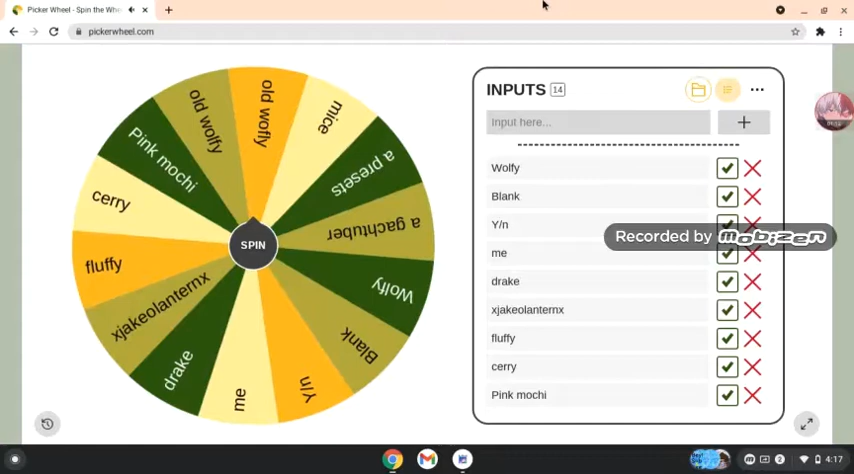 Picker Wheel - Spin the Whe
pickerwheel.com
old wolfy
old wofly
mice
a presets
a gachtuber
Wolfy
Blank
Y/n
me
drake
xjakeolanternx
fluffy
cerry
Pink mochi
SPIN
INPUTS 14
Input here...
Wolfy
Blank
Y/n
me
drake
xjakeolanternx
fluffy
cerry
Pink mochi
Recorded by mobizen
2
4:17